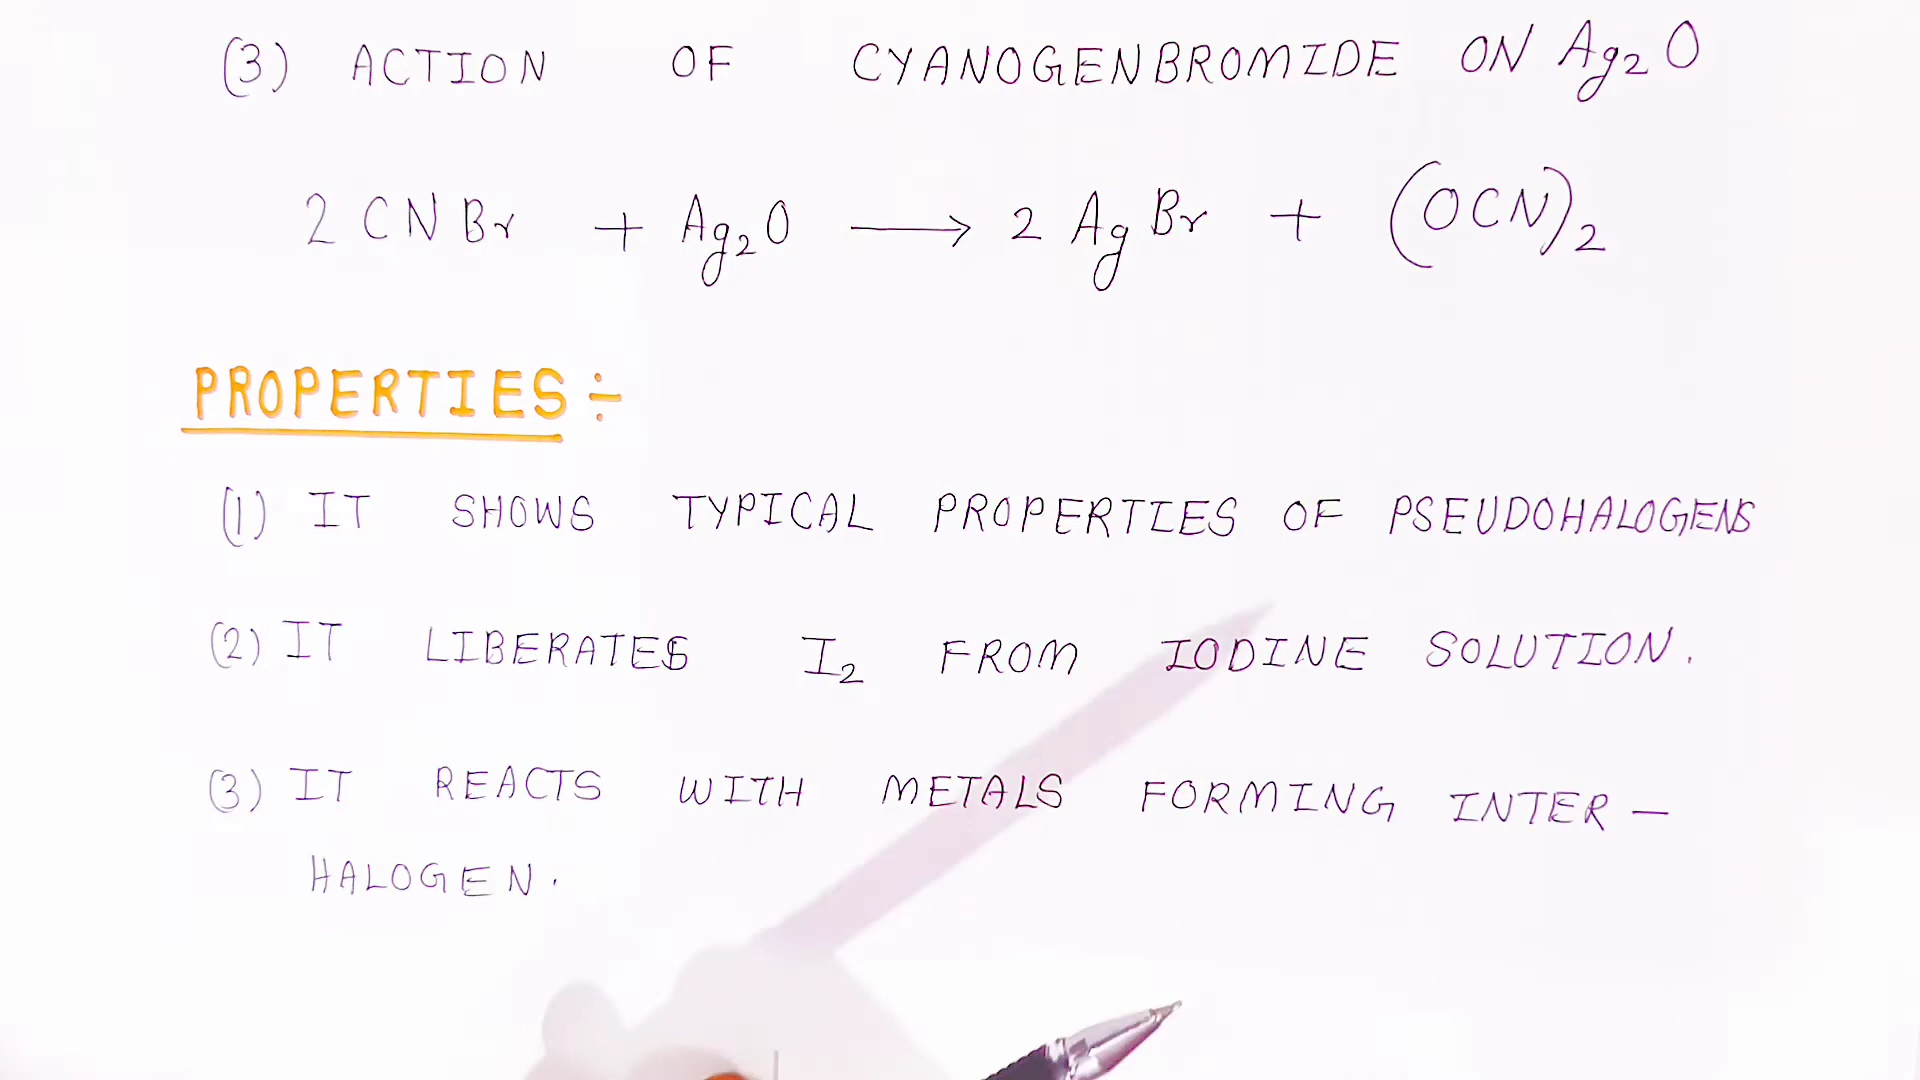 (3) ACTION OF CYANOGENBROMIDE ON Ag2O
2 CNBr + Ag2O ⟶ 2 AgBr + (OCN)2
PROPERTIES ÷
(1) IT SHOWS TYPICAL PROPERTIES OF PSEUDOHALOGENS
(2) IT LIBERATES I2 FROM IODINE SOLUTION.
(3) IT REACTS WITH METALS FORMING INTER –
HALOGEN.